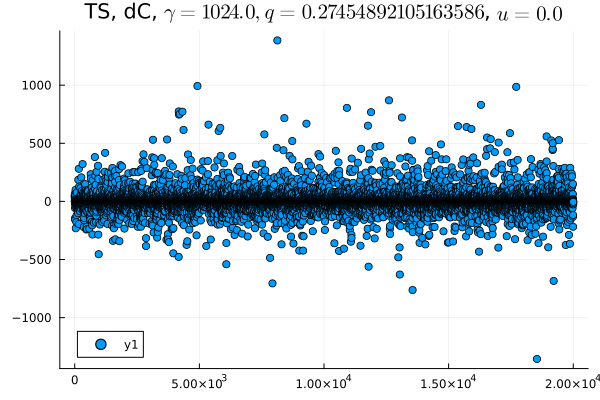 TS, dC, γ = 1024.0, q = 0.27454892105163586, u = 0.0
1000
500
0
−500
−1000
y1
0 5.00×10³ 1.00×10⁴ 1.50×10⁴ 2.00×10⁴